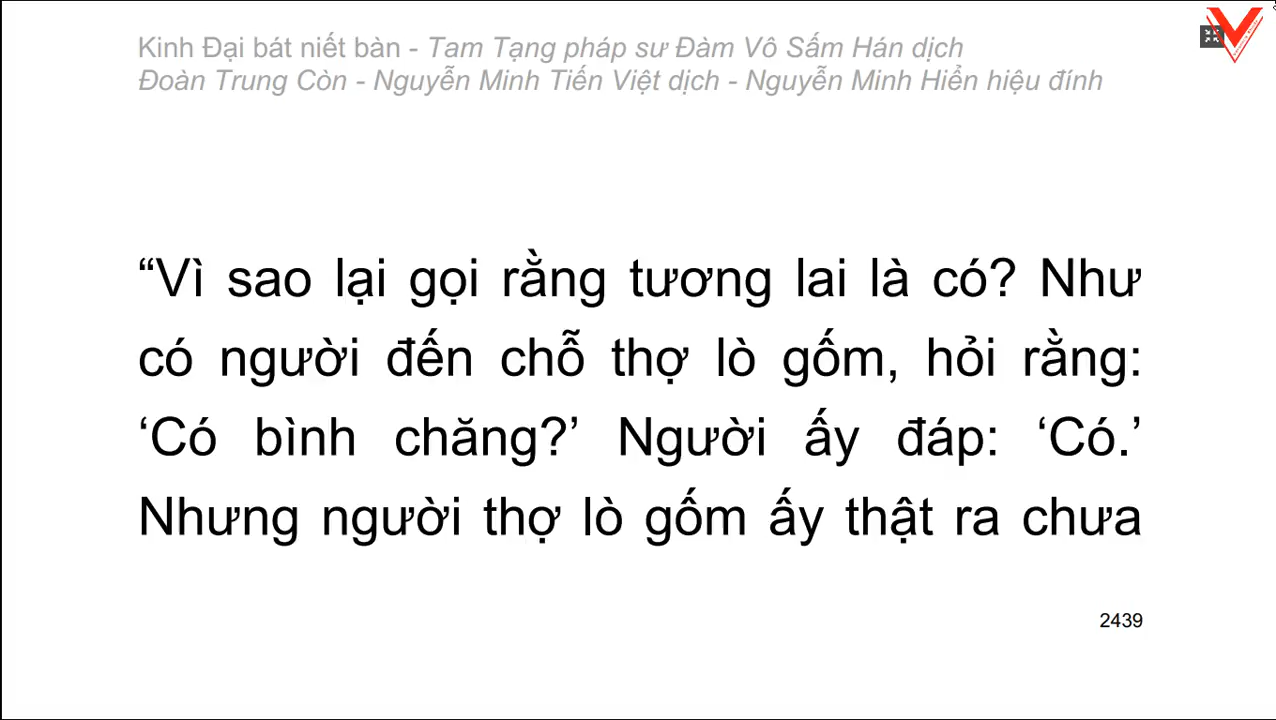 Kinh Đại bát niết bàn - Tam Tạng pháp sư Đàm Vô Sấm Hán dịch
Đoàn Trung Còn - Nguyễn Minh Tiến Việt dịch - Nguyễn Minh Hiển hiệu đính
“Vì sao lại gọi rằng tương lai là có? Như
có người đến chỗ thợ lò gốm, hỏi rằng:
‘Có bình chăng?’ Người ấy đáp: ‘Có.’
Nhưng người thợ lò gốm ấy thật ra chưa
2439